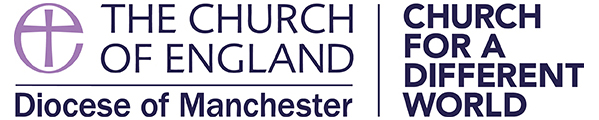 THE CHURCH
OF ENGLAND
Diocese of Manchester
CHURCH
FOR A
DIFFERENT
WORLD